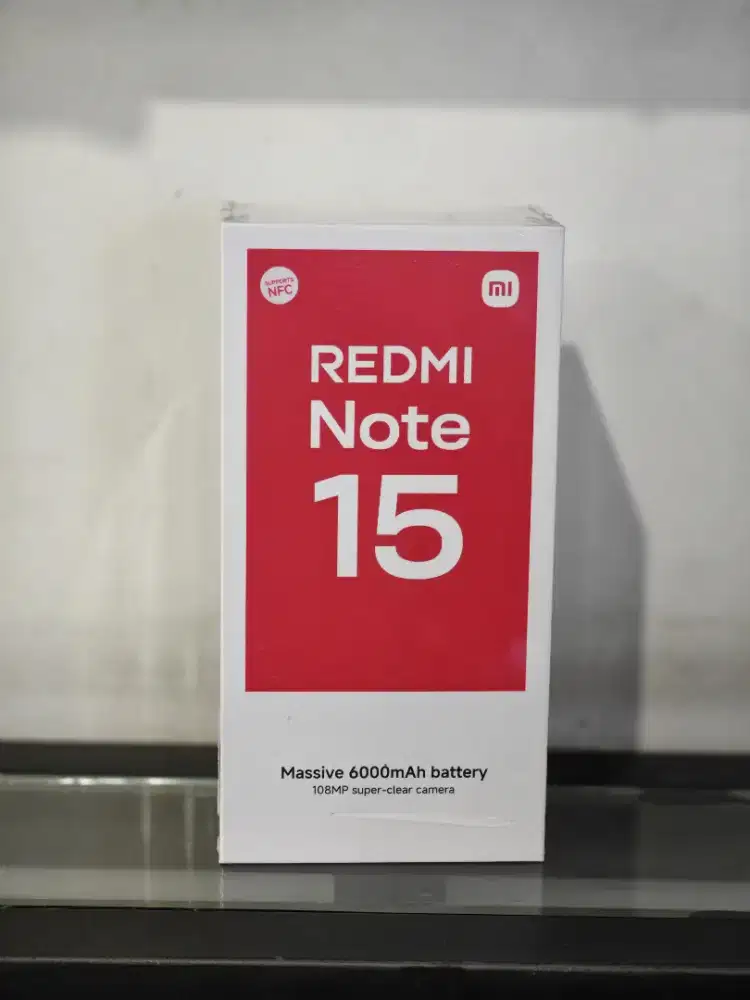 SUPPORTS
NFC
mi
REDMI
Note
15
Massive 6000mAh battery
108MP super-clear camera